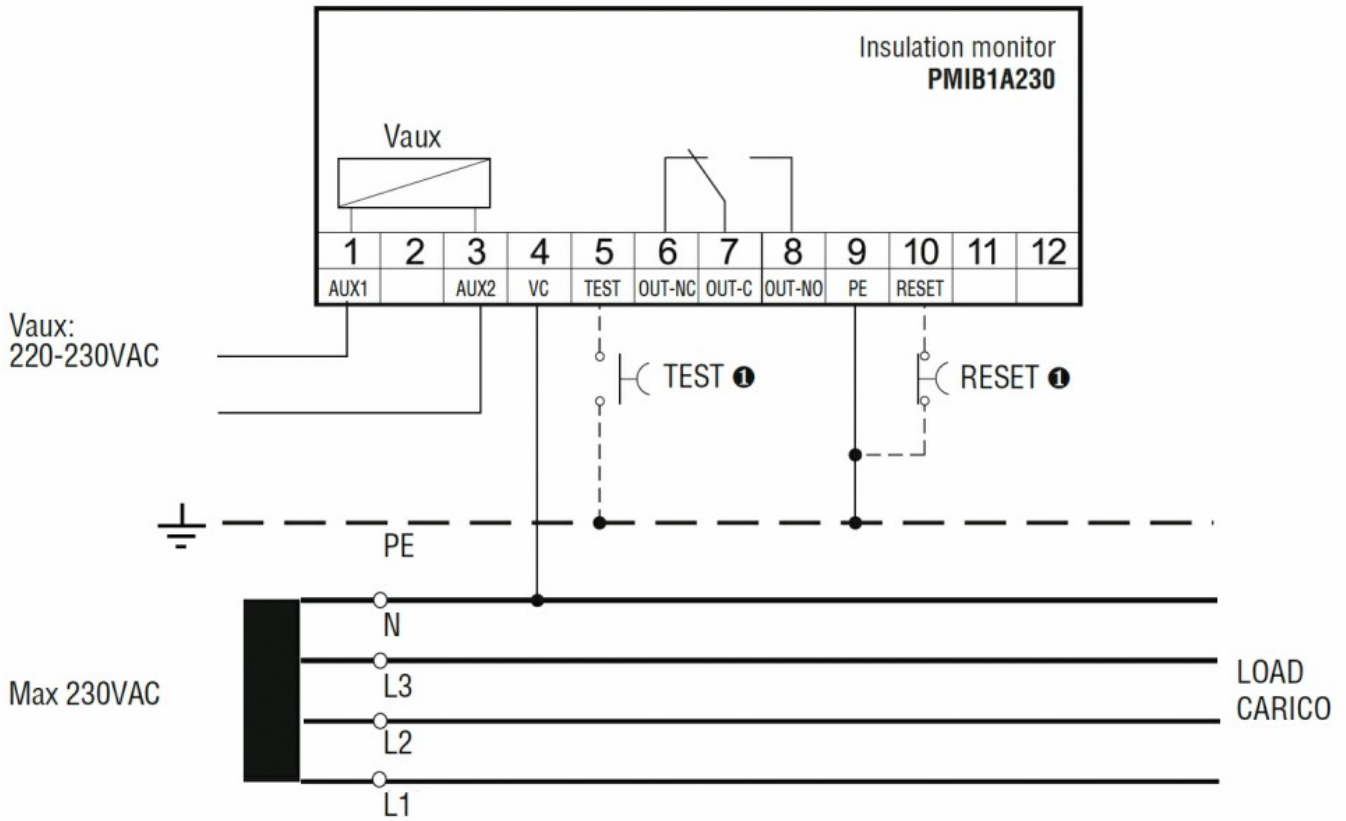 Insulation monitor
PMIB1A230
Vaux
1 2 3 4 5 6 7 8 9 10 11 12
AUX1 AUX2 VC TEST OUT-NC OUT-C OUT-NO PE RESET
Vaux:
220-230VAC
TEST ❶
RESET ❶
PE
N
L3
Max 230VAC
LOAD
CARICO
L2
L1